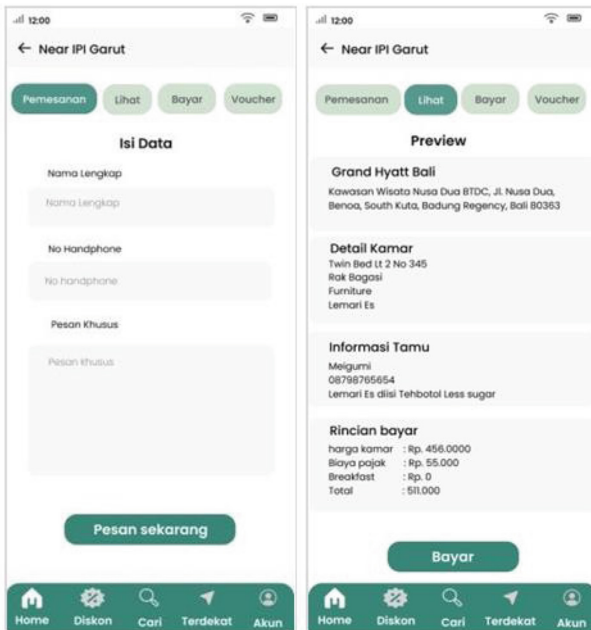 12:00
Near IPI Garut
Pemesanan Lihat Bayar Voucher
Isi Data
Nama Lengkap
Nama Lengkap
No Handphone
No handphone
Pesan Khusus
Pesan khusus
Pesan sekarang
Home Diskon Cari Terdekat Akun
12:00
Near IPI Garut
Pemesanan Lihat Bayar Voucher
Preview
Grand Hyatt Bali
Kawasan Wisata Nusa Dua BTDC, Jl. Nusa Dua,
Benoa, South Kuta, Badung Regency, Bali 80363
Detail Kamar
Twin Bed Lt 2 No 345
Rak Bagasi
Furniture
Lemari Es
Informasi Tamu
Meigumi
08798765654
Lemari Es diisi Tehbotol Less sugar
Rincian bayar
harga kamar : Rp. 456.0000
Biaya pajak : Rp. 55.000
Breakfast : Rp. 0
Total : 511.000
Bayar
Home Diskon Cari Terdekat Akun